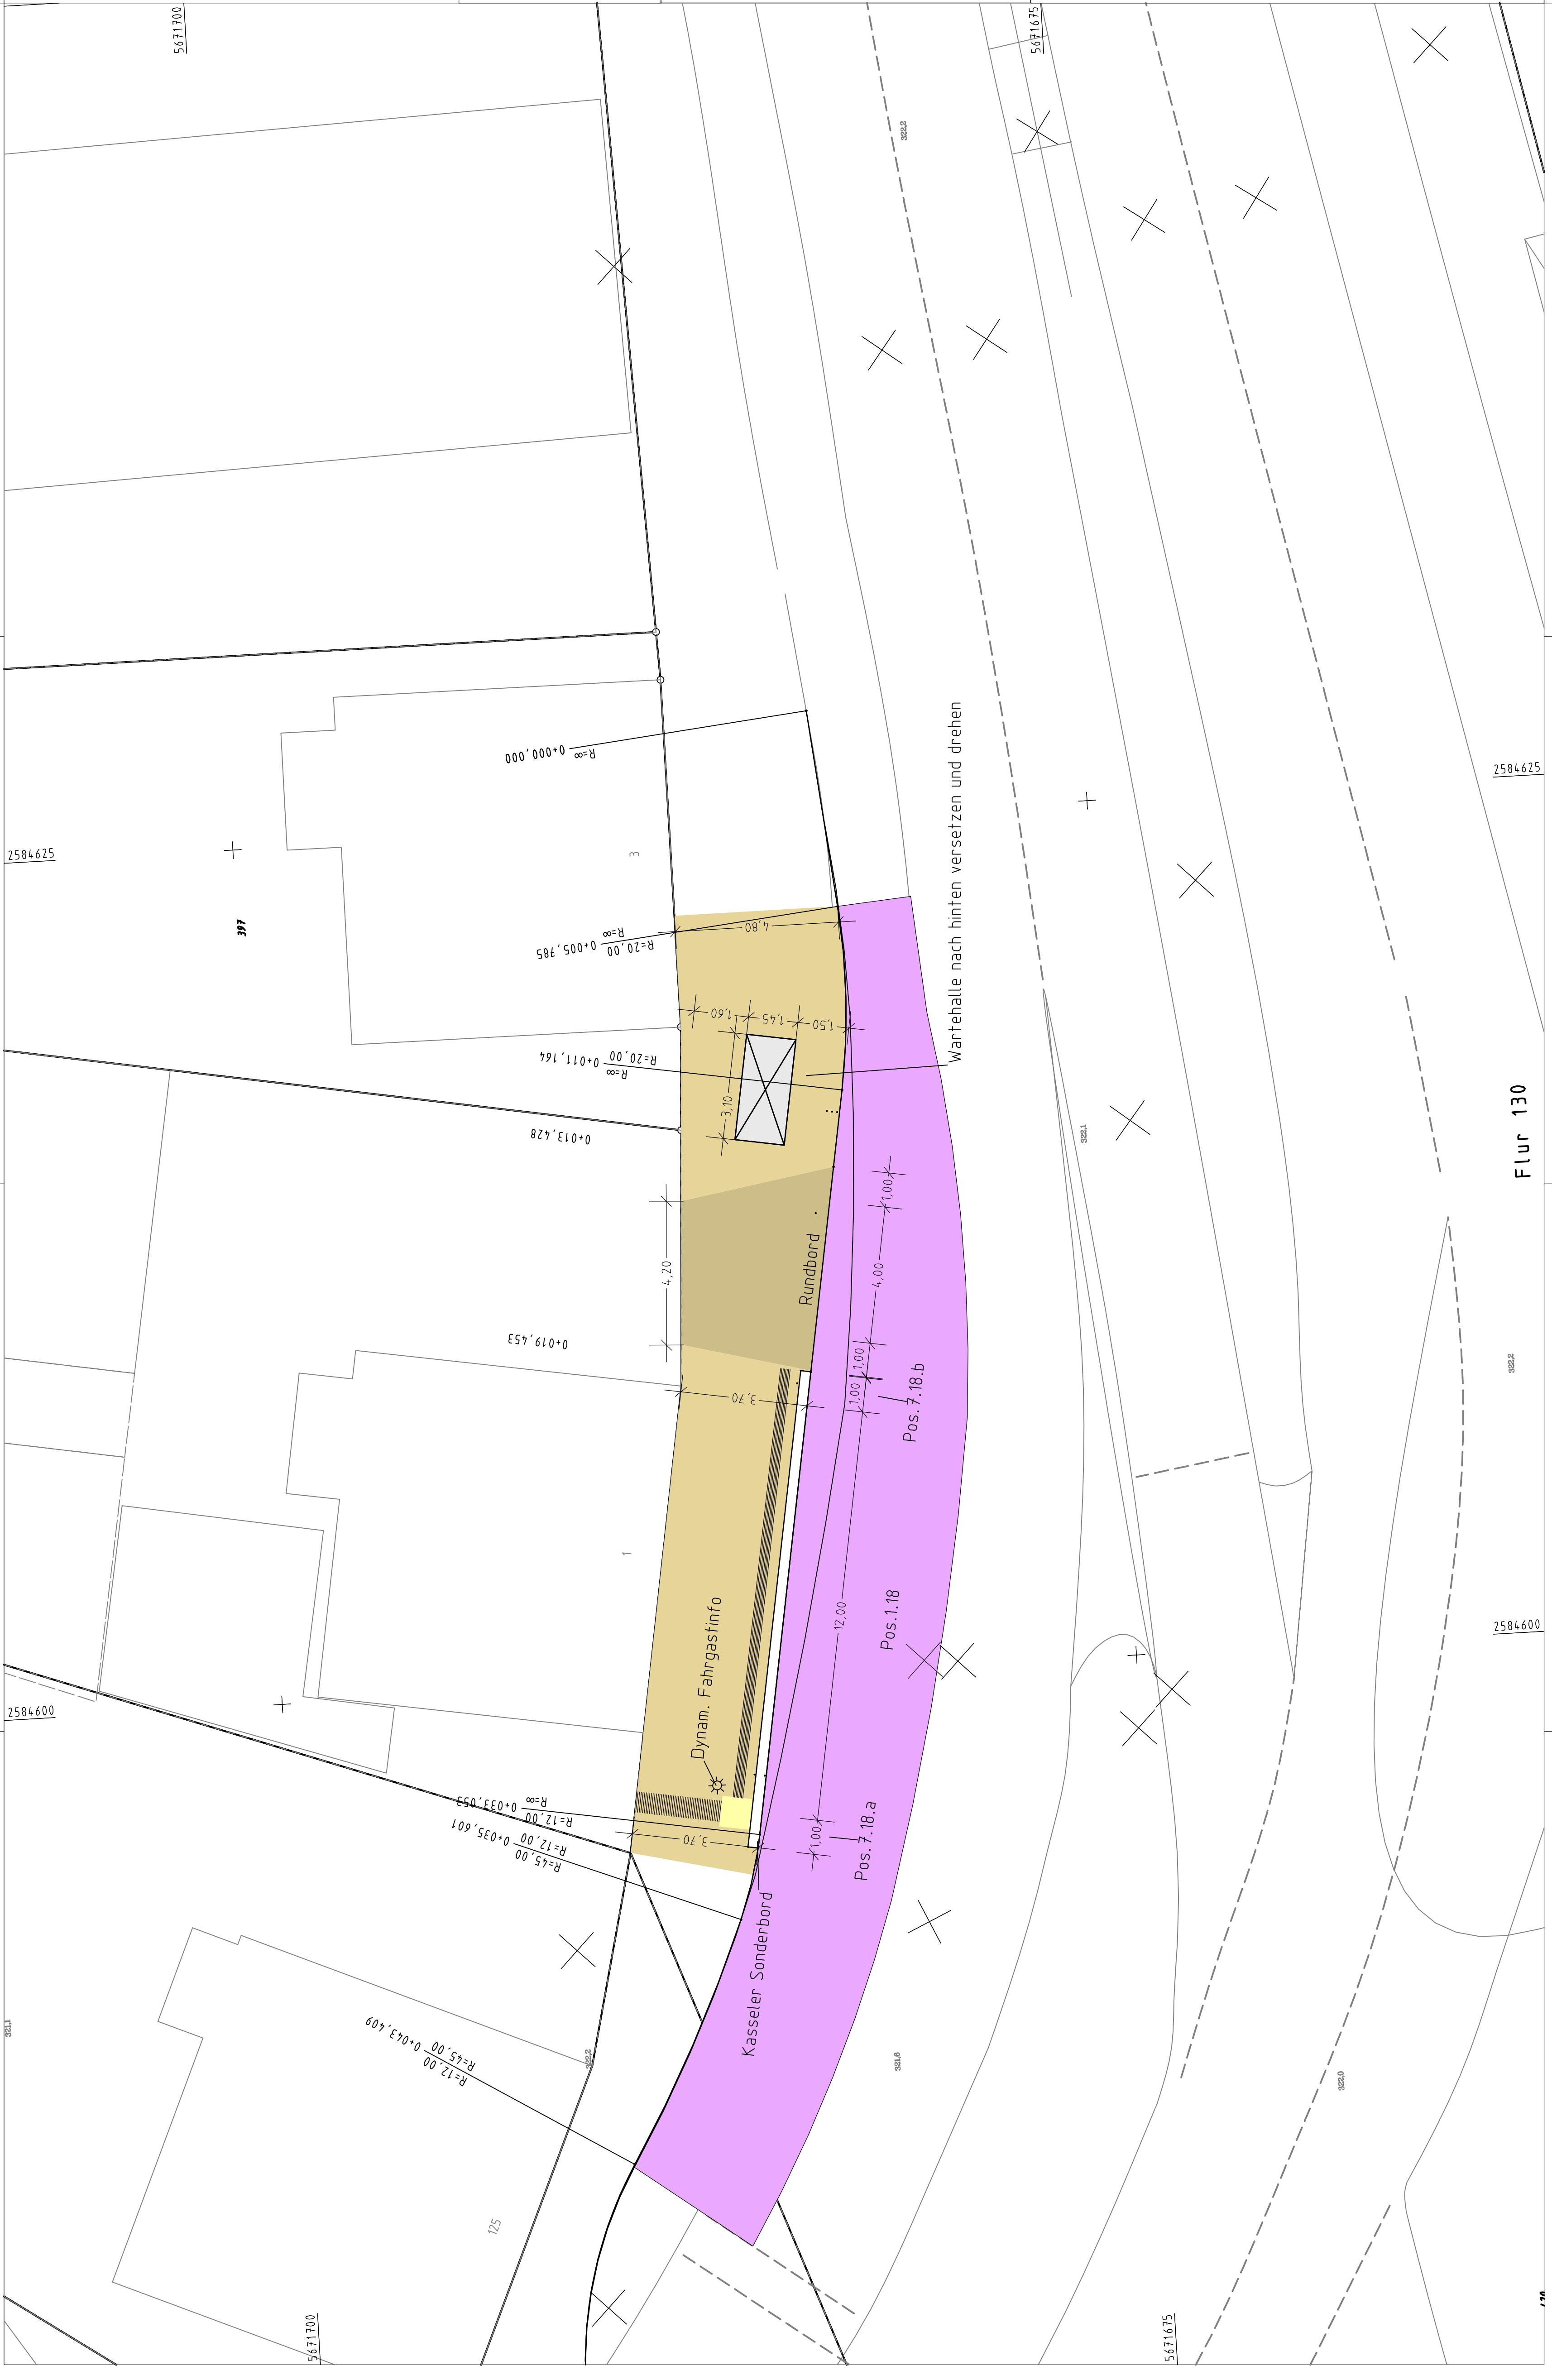 5671700
5671675
322,2
0+000,000
R=∞
3
2584625
2584625
397
Wartehalle nach hinten versetzen und drehen
R=∞
0+005,785
R=20,00
4,80
1,60
1,45
1,50
R=20,00
0+011,164
R=∞
3,10
0+013,428
322,1
Flur 130
1,00
4,20
Rundbord
4,00
0+019,453
1,00
1,00
3,70
Pos. 7.18.b
322,2
1
12,00
Pos.1.18
Dynam. Fahrgastinfo
2584600
2584600
R=∞
0+033,053
R=12,00
R=12,00
0+035,601
R=45,00
3,70
1,00
Pos. 7.18.a
Kasseler Sonderbord
R=45,00
0+043,409
R=12,00
321,1
322,2
321,6
322,0
125
5671700
5671675